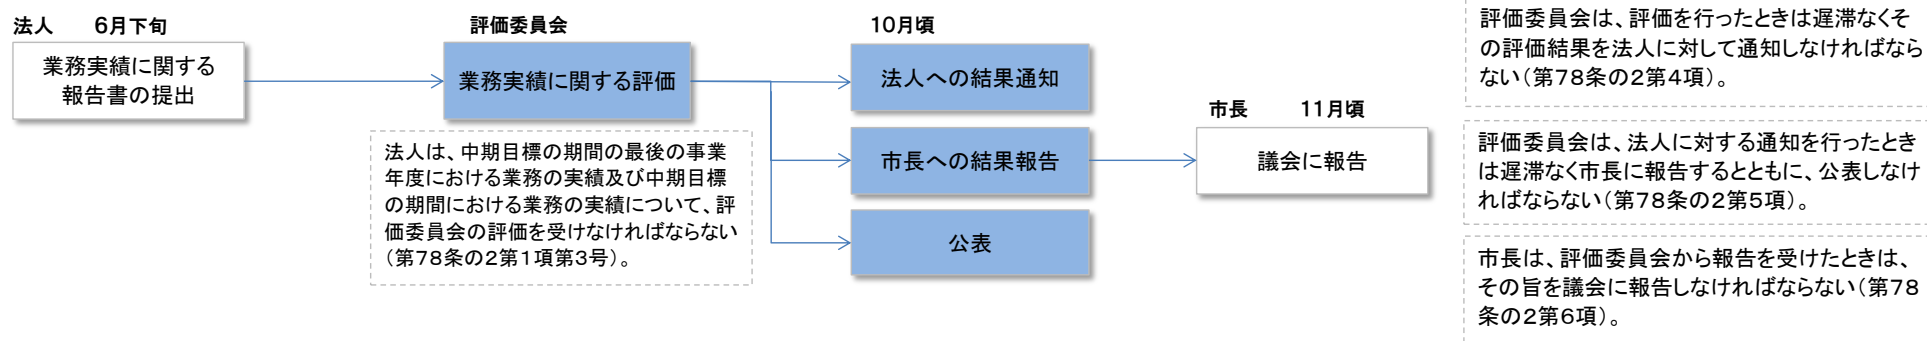 法人　6月下旬
業務実績に関する
報告書の提出
評価委員会
業務実績に関する評価
法人は、中期目標の期間の最後の事業
年度における業務の実績及び中期目標
の期間における業務の実績について、評
価委員会の評価を受けなければならない
（第78条の2第1項第3号）。
10月頃
法人への結果通知
市長への結果報告
公表
市長　11月頃
議会に報告
評価委員会は、評価を行ったときは遅滞なくそ
の評価結果を法人に対して通知しなければなら
ない（第78条の2第4項）。
評価委員会は、法人に対する通知を行ったとき
は遅滞なく市長に報告するとともに、公表しなけ
ればならない（第78条の2第5項）。
市長は、評価委員会から報告を受けたときは、
その旨を議会に報告しなければならない（第78
条の2第6項）。